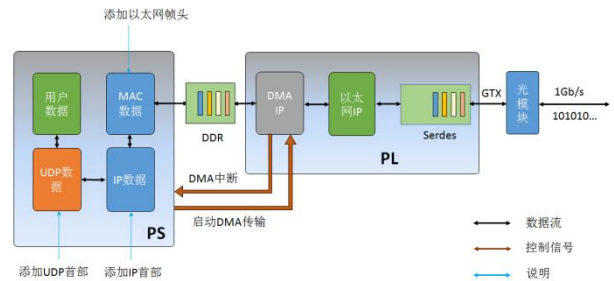 添加以太网帧头
用户
数据
MAC
数据
UDP数
据
IP数据
PS
添加UDP首部
添加IP首部
DDR
DMA
IP
以太
网IP
Serdes
PL
GTX
光
模
块
1Gb/s
101010...
DMA中断
启动DMA传输
数据流
控制信号
说明